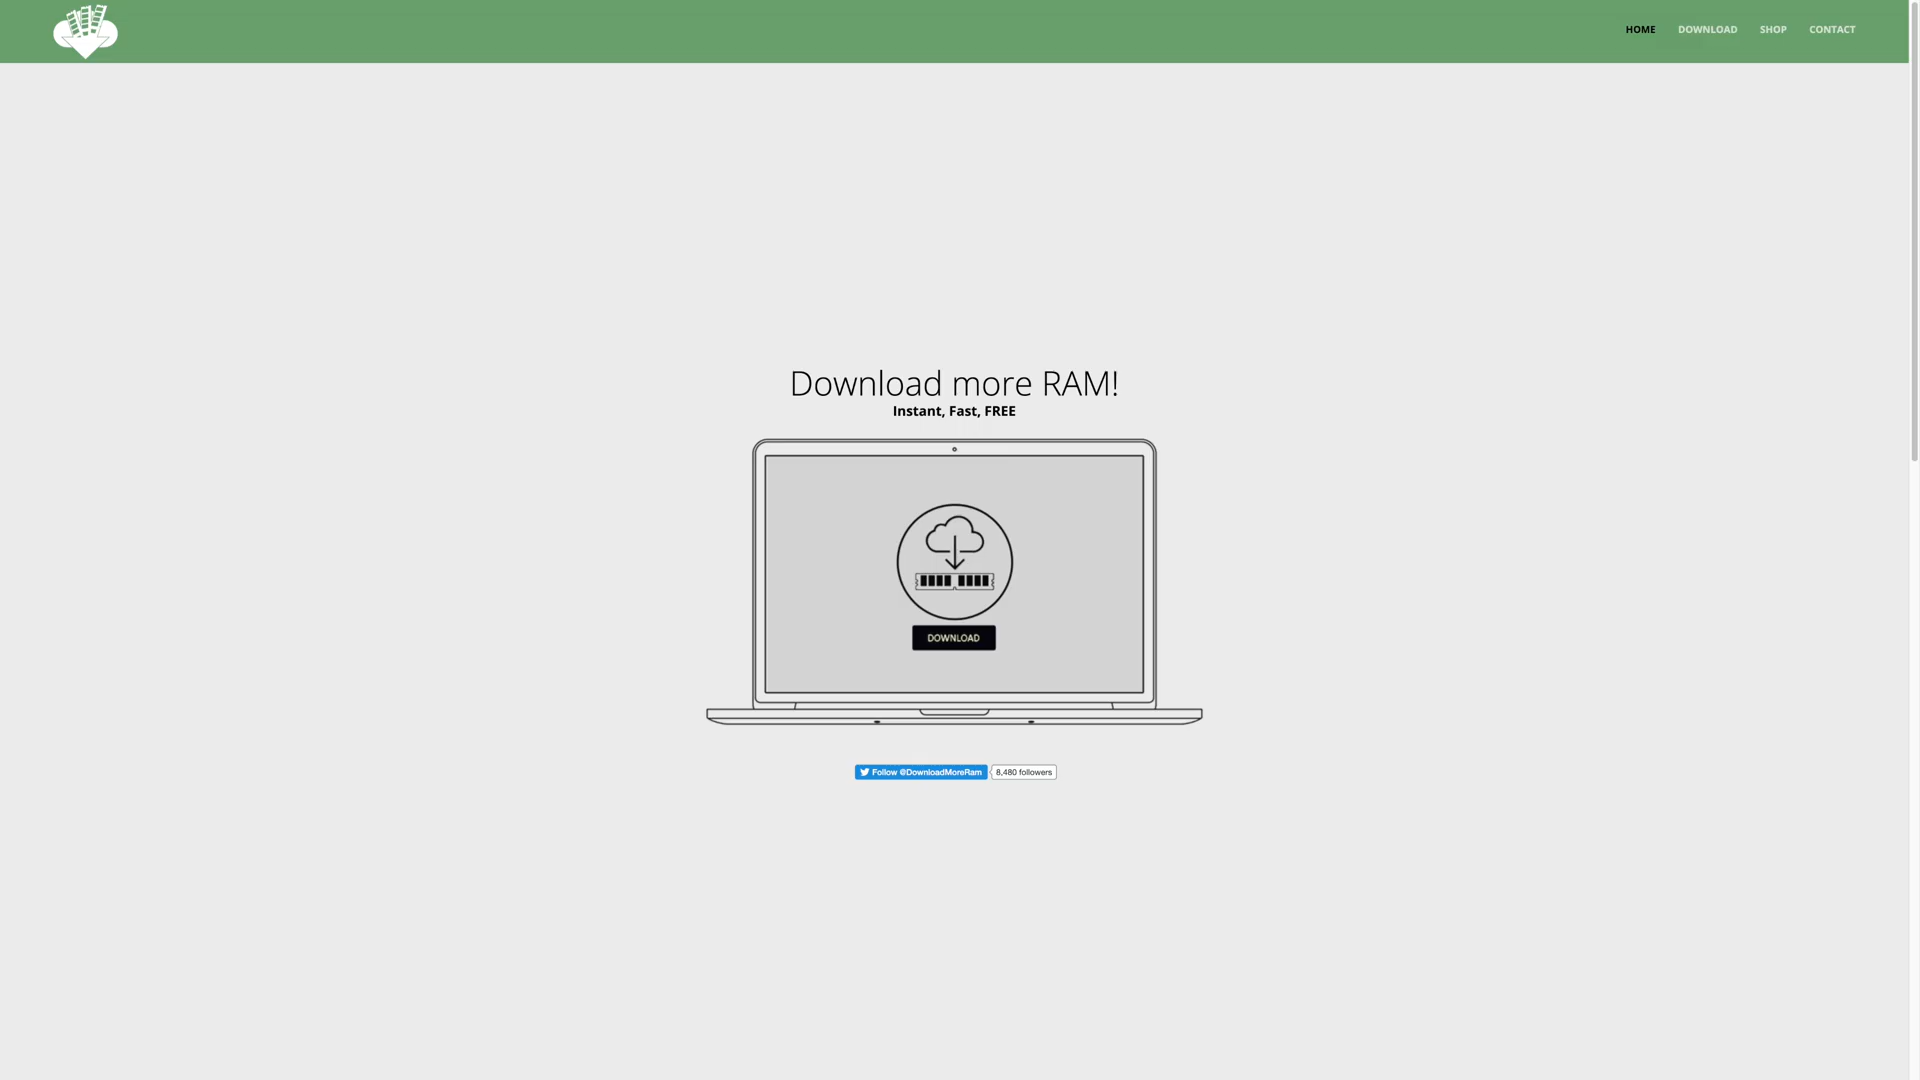 HOME DOWNLOAD SHOP CONTACT
Download more RAM!
Instant, Fast, FREE
DOWNLOAD
Follow @DownloadMoreRam 8,480 followers